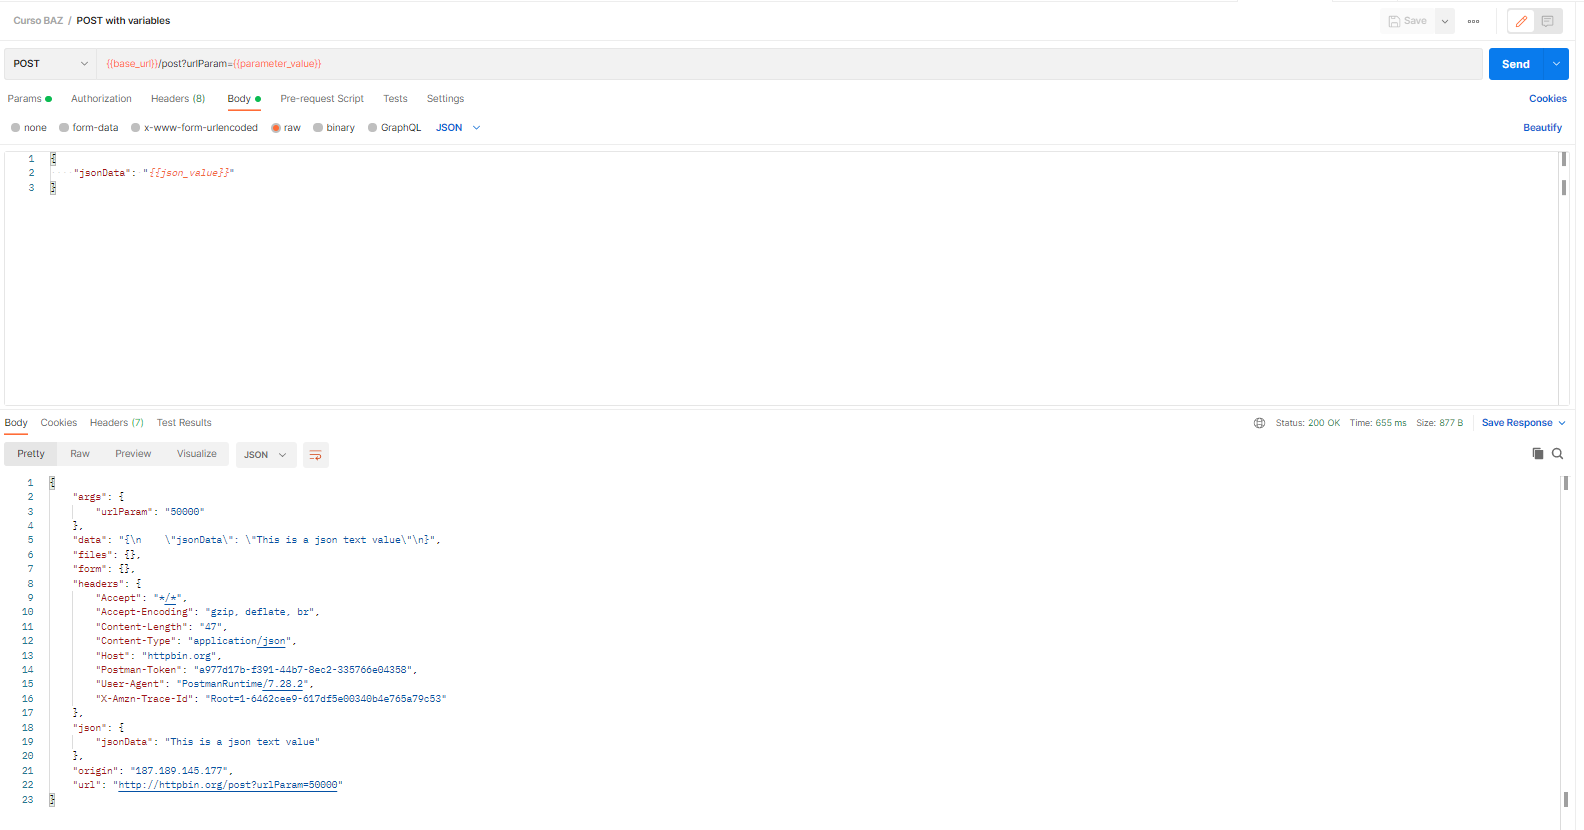 Curso BAZ / POST with variables
Save
POST {{base_url}}/post?urlParam={{parameter_value}} Send
Params Authorization Headers (8) Body Pre-request Script Tests Settings Cookies
none form-data x-www-form-urlencoded raw binary GraphQL JSON Beautify
1 {
2 "jsonData": "{{json_value}}"
3 }
Body Cookies Headers (7) Test Results Status: 200 OK Time: 655 ms Size: 877 B Save Response
Pretty Raw Preview Visualize JSON
1 {
2 "args": {
3 "urlParam": "50000"
4 },
5 "data": "{\n    \"jsonData\": \"This is a json text value\"\n}",
6 "files": {},
7 "form": {},
8 "headers": {
9 "Accept": "*/*",
10 "Accept-Encoding": "gzip, deflate, br",
11 "Content-Length": "47",
12 "Content-Type": "application/json",
13 "Host": "httpbin.org",
14 "Postman-Token": "a977d17b-f391-44b7-8ec2-335766e04358",
15 "User-Agent": "PostmanRuntime/7.28.2",
16 "X-Amzn-Trace-Id": "Root=1-6462cee9-617df5e00340b4e765a79c53"
17 },
18 "json": {
19 "jsonData": "This is a json text value"
20 },
21 "origin": "187.189.145.177",
22 "url": "http://httpbin.org/post?urlParam=50000"
23 }